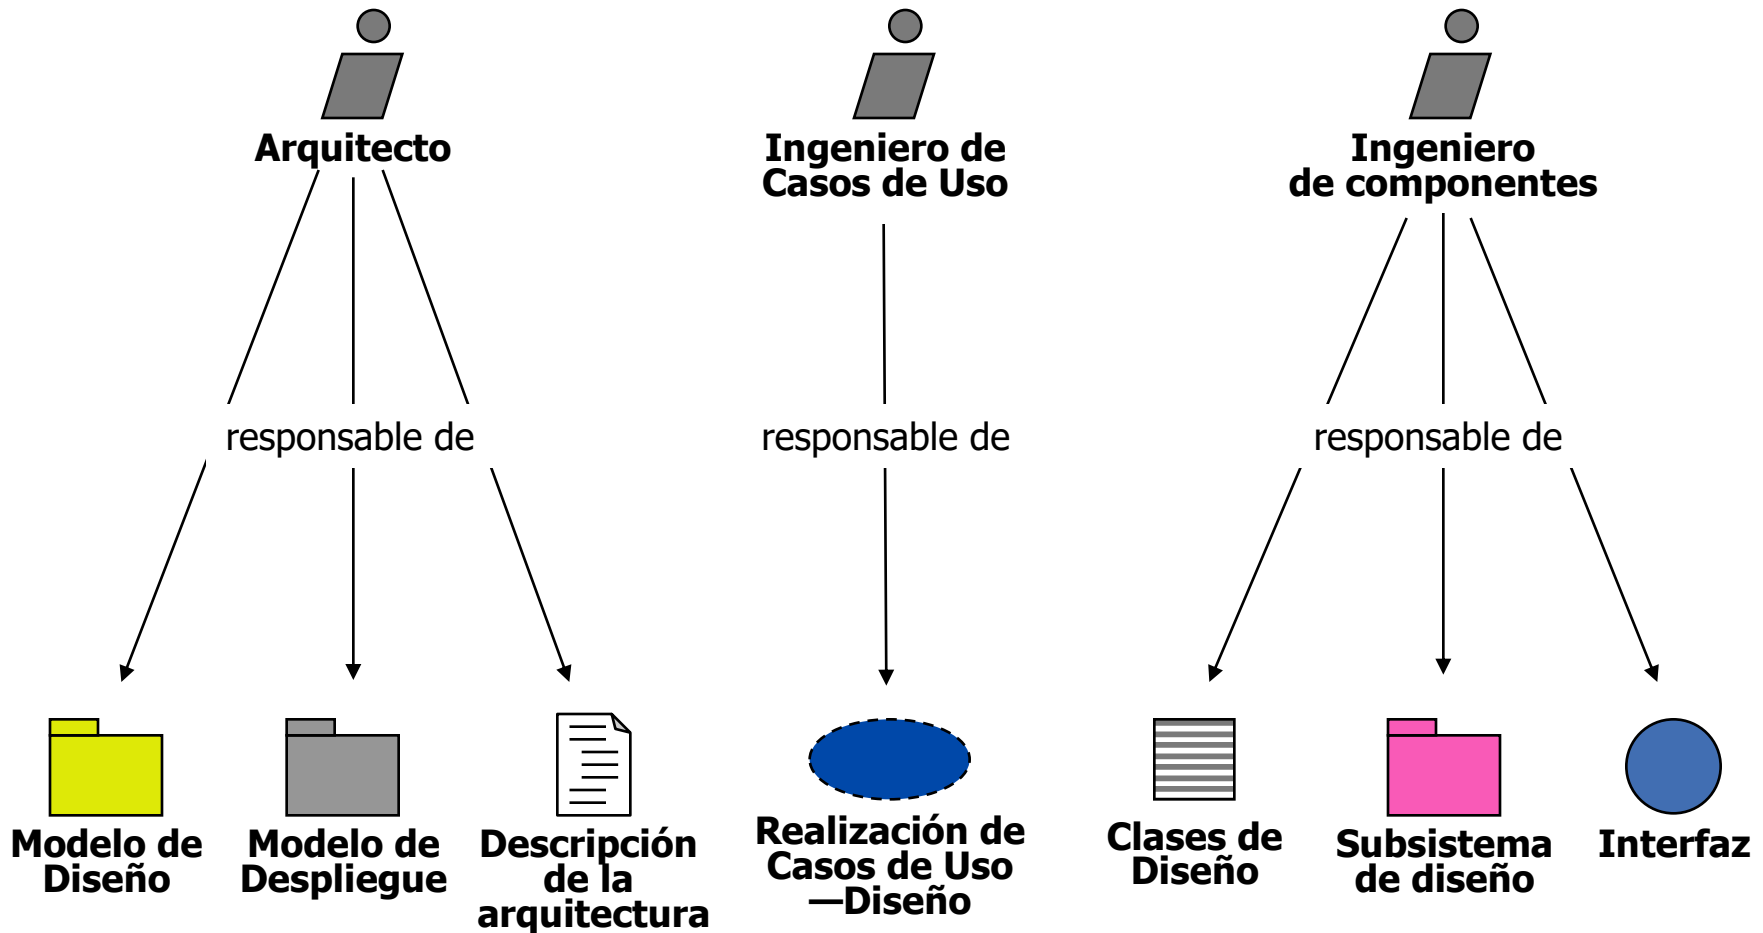 Arquitecto
Ingeniero de
Casos de Uso
Ingeniero
de componentes
responsable de
responsable de
responsable de
Modelo de
Diseño
Modelo de
Despliegue
Descripción
de la
arquitectura
Realización de
Casos de Uso
—Diseño
Clases de
Diseño
Subsistema
de diseño
Interfaz